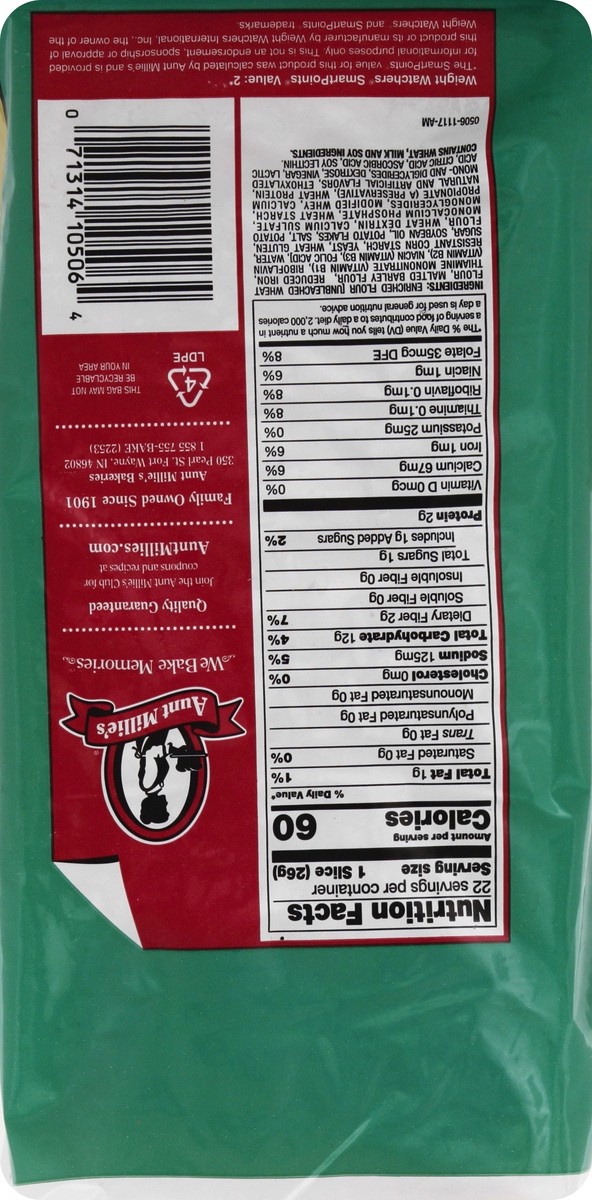 Nutrition Facts
22 servings per container
Serving size 1 Slice (26g)
Amount per serving
Calories 60
% Daily Value*
Total Fat 1g 1%
Saturated Fat 0g 0%
Trans Fat 0g
Polyunsaturated Fat 0g
Monounsaturated Fat 0g
Cholesterol 0mg 0%
Sodium 125mg 5%
Total Carbohydrate 12g 4%
Dietary Fiber 2g 7%
Soluble Fiber 0g
Insoluble Fiber 0g
Total Sugars 1g
Includes 1g Added Sugars 2%
Protein 2g
Vitamin D 0mcg 0%
Calcium 67mg 6%
Iron 1mg 6%
Potassium 25mg 0%
Thiamine 0.1mg 8%
Riboflavin 0.1mg 8%
Niacin 1mg 6%
Folate 35mcg DFE 8%
*The % Daily Value (DV) tells you how much a nutrient in
a serving of food contributes to a daily diet. 2,000 calories
a day is used for general nutrition advice.
INGREDIENTS: ENRICHED FLOUR [UNBLEACHED WHEAT
FLOUR, MALTED BARLEY FLOUR, REDUCED IRON,
THIAMINE MONONITRATE (VITAMIN B1), RIBOFLAVIN
(VITAMIN B2), NIACIN (VITAMIN B3), FOLIC ACID], WATER,
RESISTANT CORN STARCH, YEAST, WHEAT GLUTEN,
SUGAR, SOYBEAN OIL, POTATO FLAKES, SALT, POTATO
FLOUR, WHEAT DEXTRIN, CALCIUM SULFATE,
MONOCALCIUM PHOSPHATE, WHEAT STARCH,
MONOGLYCERIDES, MODIFIED WHEY, CALCIUM
PROPIONATE (A PRESERVATIVE), WHEAT PROTEIN,
NATURAL AND ARTIFICIAL FLAVORS, ETHOXYLATED
MONO- AND DIGLYCERIDES, DEXTROSE, VINEGAR, LACTIC
ACID, CITRIC ACID, ASCORBIC ACID, SOY LECITHIN.
CONTAINS WHEAT, MILK AND SOY INGREDIENTS.
0506-1117-AM
Aunt Millie's
®
We Bake Memories®
Quality Guaranteed
Join the Aunt Millie's Club for
coupons and recipes at
AuntMillies.com
Family Owned Since 1901
Aunt Millie's Bakeries
350 Pearl St. Fort Wayne, IN 46802
1 855 755-BAKE (2253)
4
LDPE
THIS BAG MAY NOT
BE RECYCLABLE
IN YOUR AREA
0 71314 10506 4
Weight Watchers® SmartPoints® Value: 2*
*The SmartPoints® value for this product was calculated by Aunt Millie's and is provided
for informational purposes only. This is not an endorsement, sponsorship or approval of
this product or its manufacturer by Weight Watchers International, Inc., the owner of the
Weight Watchers® and SmartPoints® trademarks.